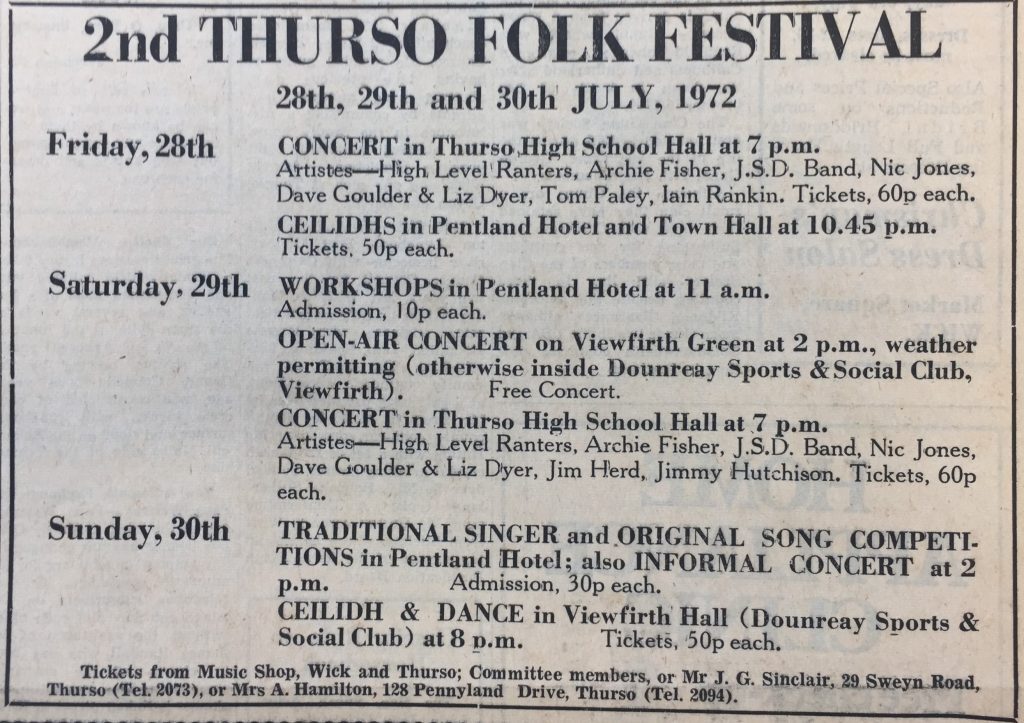 2nd THURSO FOLK FESTIVAL
28th, 29th and 30th JULY, 1972
Friday, 28th
CONCERT in Thurso High School Hall at 7 p.m.
Artistes—High Level Ranters, Archie Fisher, J.S.D. Band, Nic Jones,
Dave Goulder & Liz Dyer, Tom Paley, Iain Rankin. Tickets, 60p each.
CEILIDHS in Pentland Hotel and Town Hall at 10.45 p.m.
Tickets, 50p each.
Saturday, 29th
WORKSHOPS in Pentland Hotel at 11 a.m.
Admission, 10p each.
OPEN-AIR CONCERT on Viewfirth Green at 2 p.m., weather
permitting (otherwise inside Dounreay Sports & Social Club,
Viewfirth). Free Concert.
CONCERT in Thurso High School Hall at 7 p.m.
Artistes—High Level Ranters, Archie Fisher, J.S.D. Band, Nic Jones,
Dave Goulder & Liz Dyer, Jim Herd, Jimmy Hutchison. Tickets, 60p
each.
Sunday, 30th
TRADITIONAL SINGER and ORIGINAL SONG COMPETI-
TIONS in Pentland Hotel; also INFORMAL CONCERT at 2
p.m. Admission, 30p each.
CEILIDH & DANCE in Viewfirth Hall (Dounreay Sports &
Social Club) at 8 p.m. Tickets, 50p each.
Tickets from Music Shop, Wick and Thurso; Committee members, or Mr J. G. Sinclair, 29 Sweyn Road,
Thurso (Tel. 2073), or Mrs A. Hamilton, 128 Pennyland Drive, Thurso (Tel. 2094).